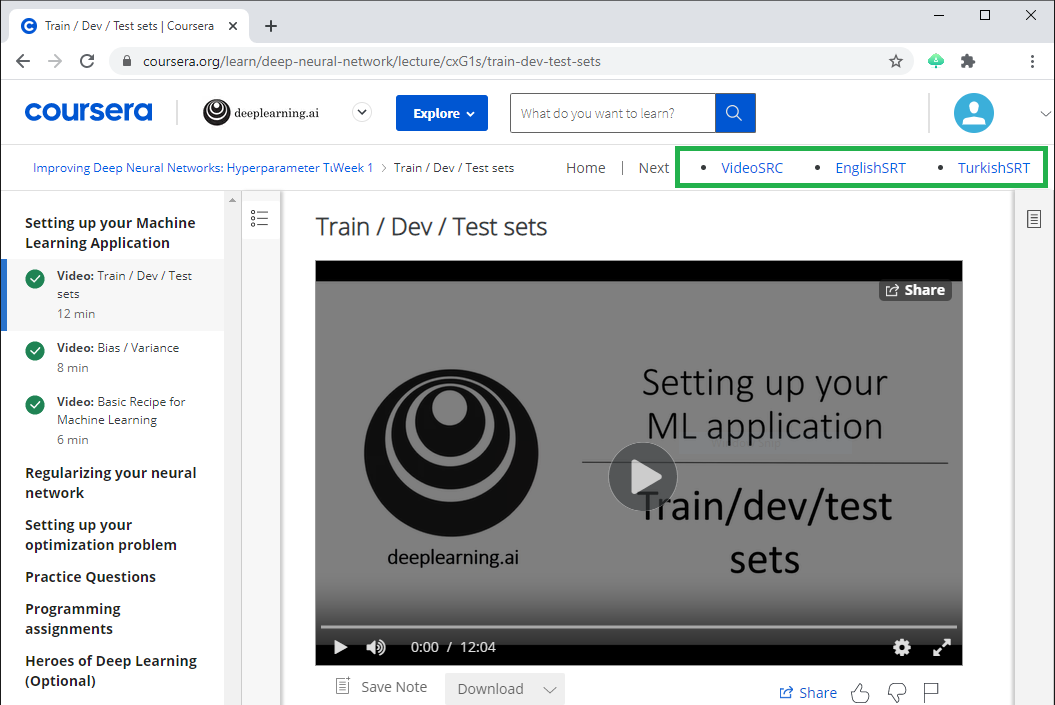 Train / Dev / Test sets | Coursera
coursera.org/learn/deep-neural-network/lecture/cxG1s/train-dev-test-sets
coursera
deeplearning.ai
Explore
What do you want to learn?
Improving Deep Neural Networks: Hyperparameter Tu Week 1 > Train / Dev / Test sets
Home | Next
• VideoSRC • EnglishSRT • TurkishSRT
Setting up your Machine
Learning Application
Video: Train / Dev / Test
sets
12 min
Video: Bias / Variance
8 min
Video: Basic Recipe for
Machine Learning
6 min
Regularizing your neural
network
Setting up your
optimization problem
Practice Questions
Programming
assignments
Heroes of Deep Learning
(Optional)
Train / Dev / Test sets
Share
deeplearning.ai
Setting up your
ML application
Train/dev/test
sets
0:00 / 12:04
Save Note
Download
Share